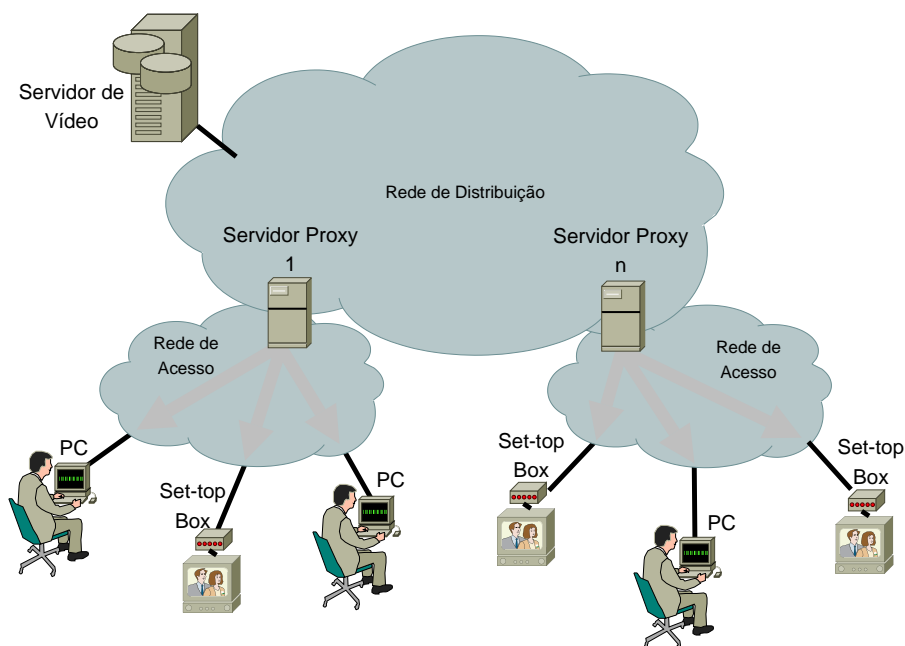 Servidor de
Vídeo
Rede de Distribuição
Servidor Proxy
1
Servidor Proxy
n
Rede de
Acesso
Rede de
Acesso
PC
Set-top
Box
PC
Set-top
Box
PC
Set-top
Box